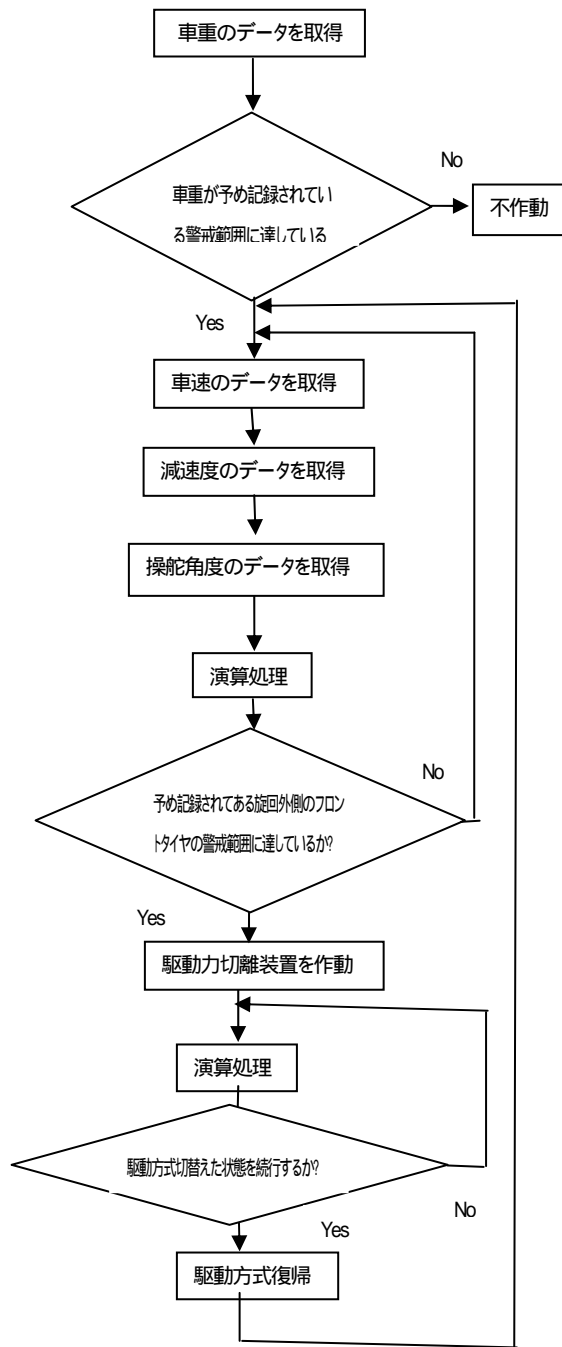 車重のデータを取得
No
車重が予め記録されてい
る警戒範囲に達している
不作動
Yes
車速のデータを取得
減速度のデータを取得
操舵角度のデータを取得
演算処理
No
予め記録されてある旋回外側のフロン
トタイヤの警戒範囲に達しているか?
Yes
駆動力切離装置を作動
演算処理
駆動方式切替えた状態を続行するか?
No
Yes
駆動方式復帰